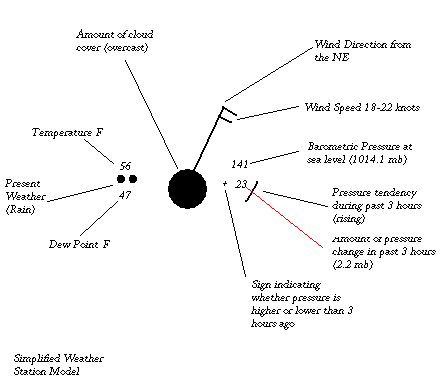 Amount of cloud
cover (overcast)
Wind Direction from
the NE
Wind Speed 18-22 knots
Temperature F
56
47
Present
Weather
(Rain)
Dew Point F
141
+ 23
Barometric Pressure at
sea level (1014.1 mb)
Pressure tendency
during past 3 hours
(rising)
Amount of pressure
change in past 3 hours
(2.2 mb)
Sign indicating
whether pressure is
higher or lower than 3
hours ago
Simplified Weather
Station Model